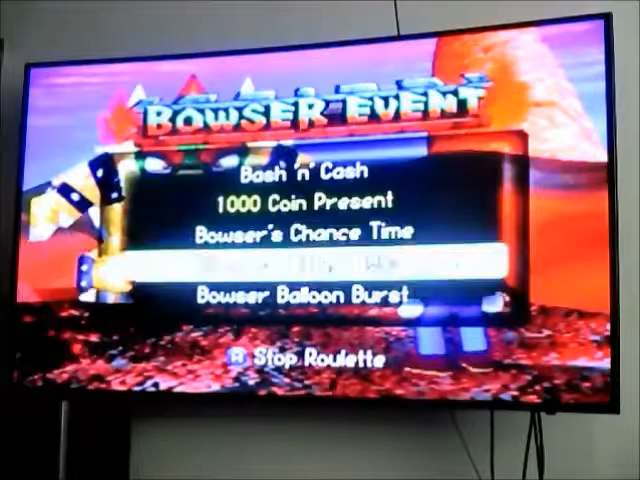 BOWSER EVENT
Bash 'n' Cash
1000 Coin Present
Bowser's Chance Time
Bowser Balloon Burst
A Stop Roulette